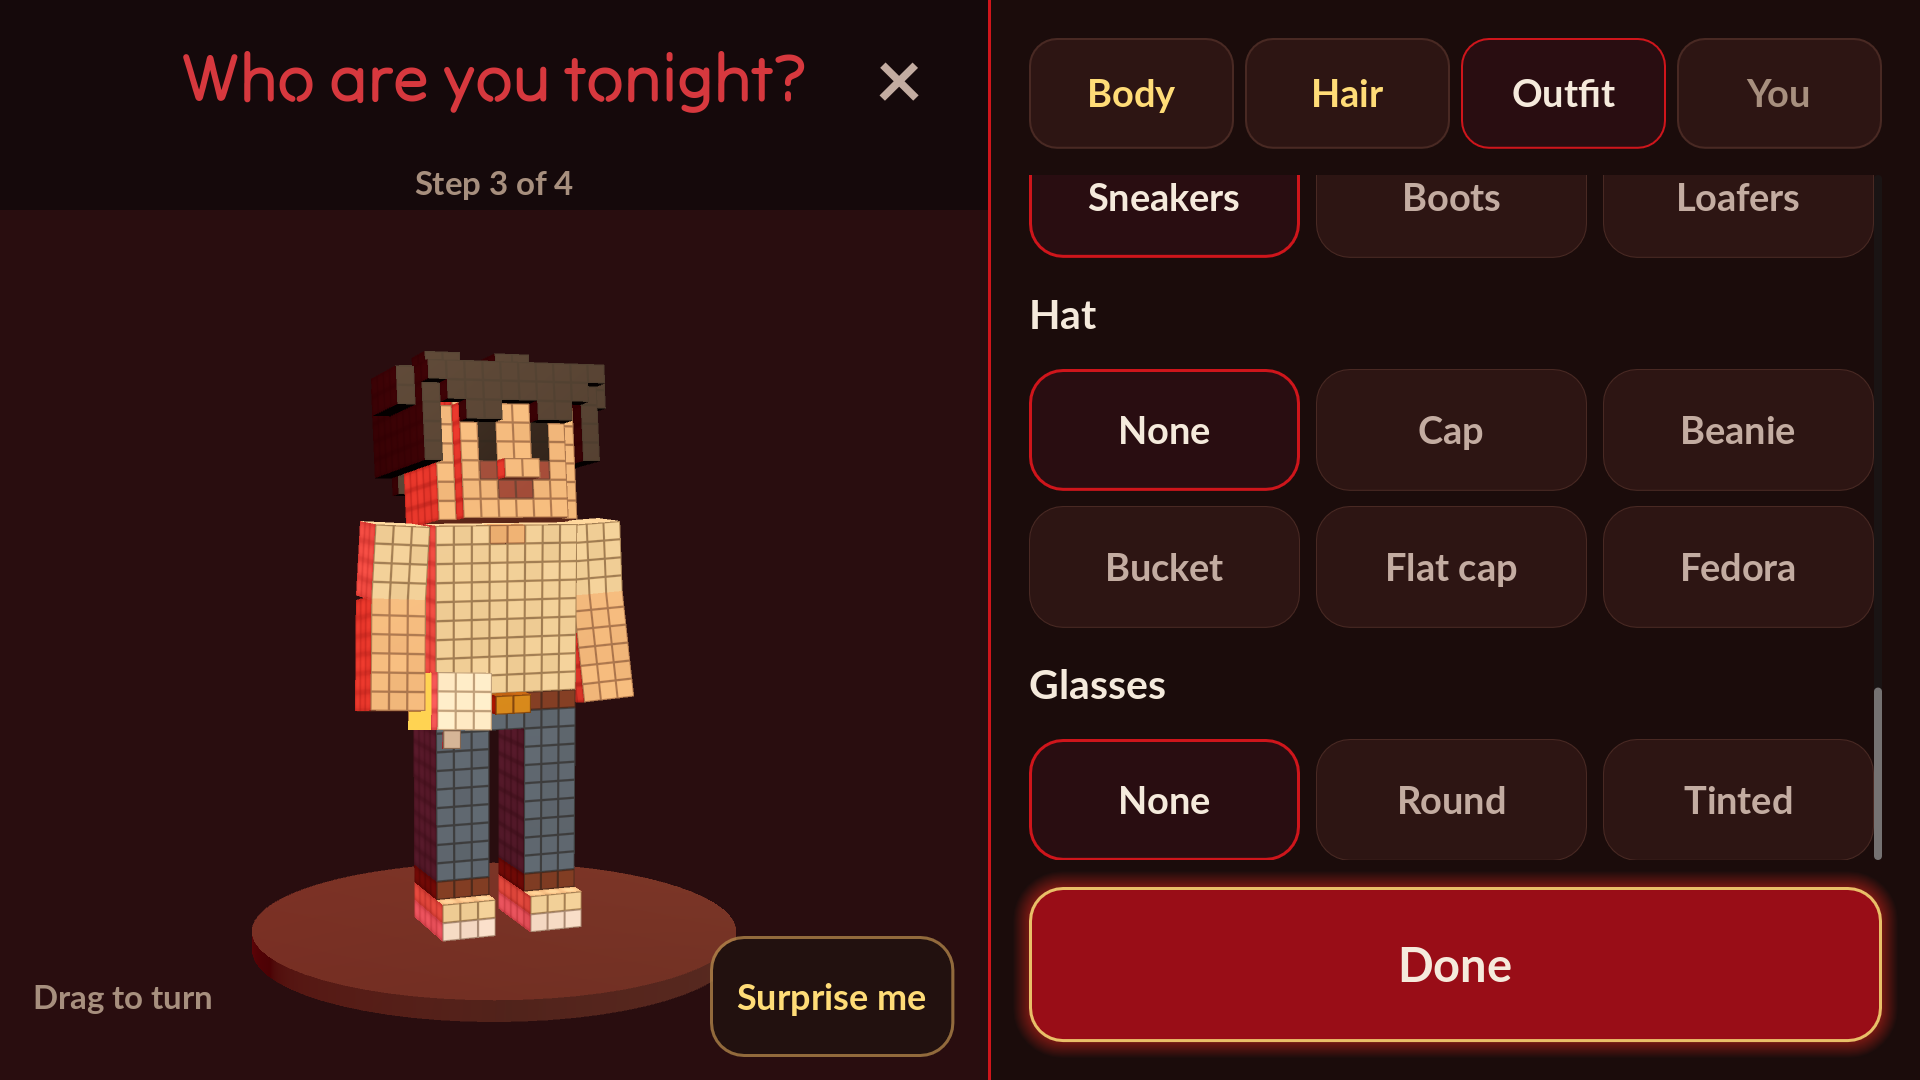 Who are you tonight?
Step 3 of 4
Drag to turn
Surprise me
Body
Hair
Outfit
You
Sneakers
Boots
Loafers
Hat
None
Cap
Beanie
Bucket
Flat cap
Fedora
Glasses
None
Round
Tinted
Done